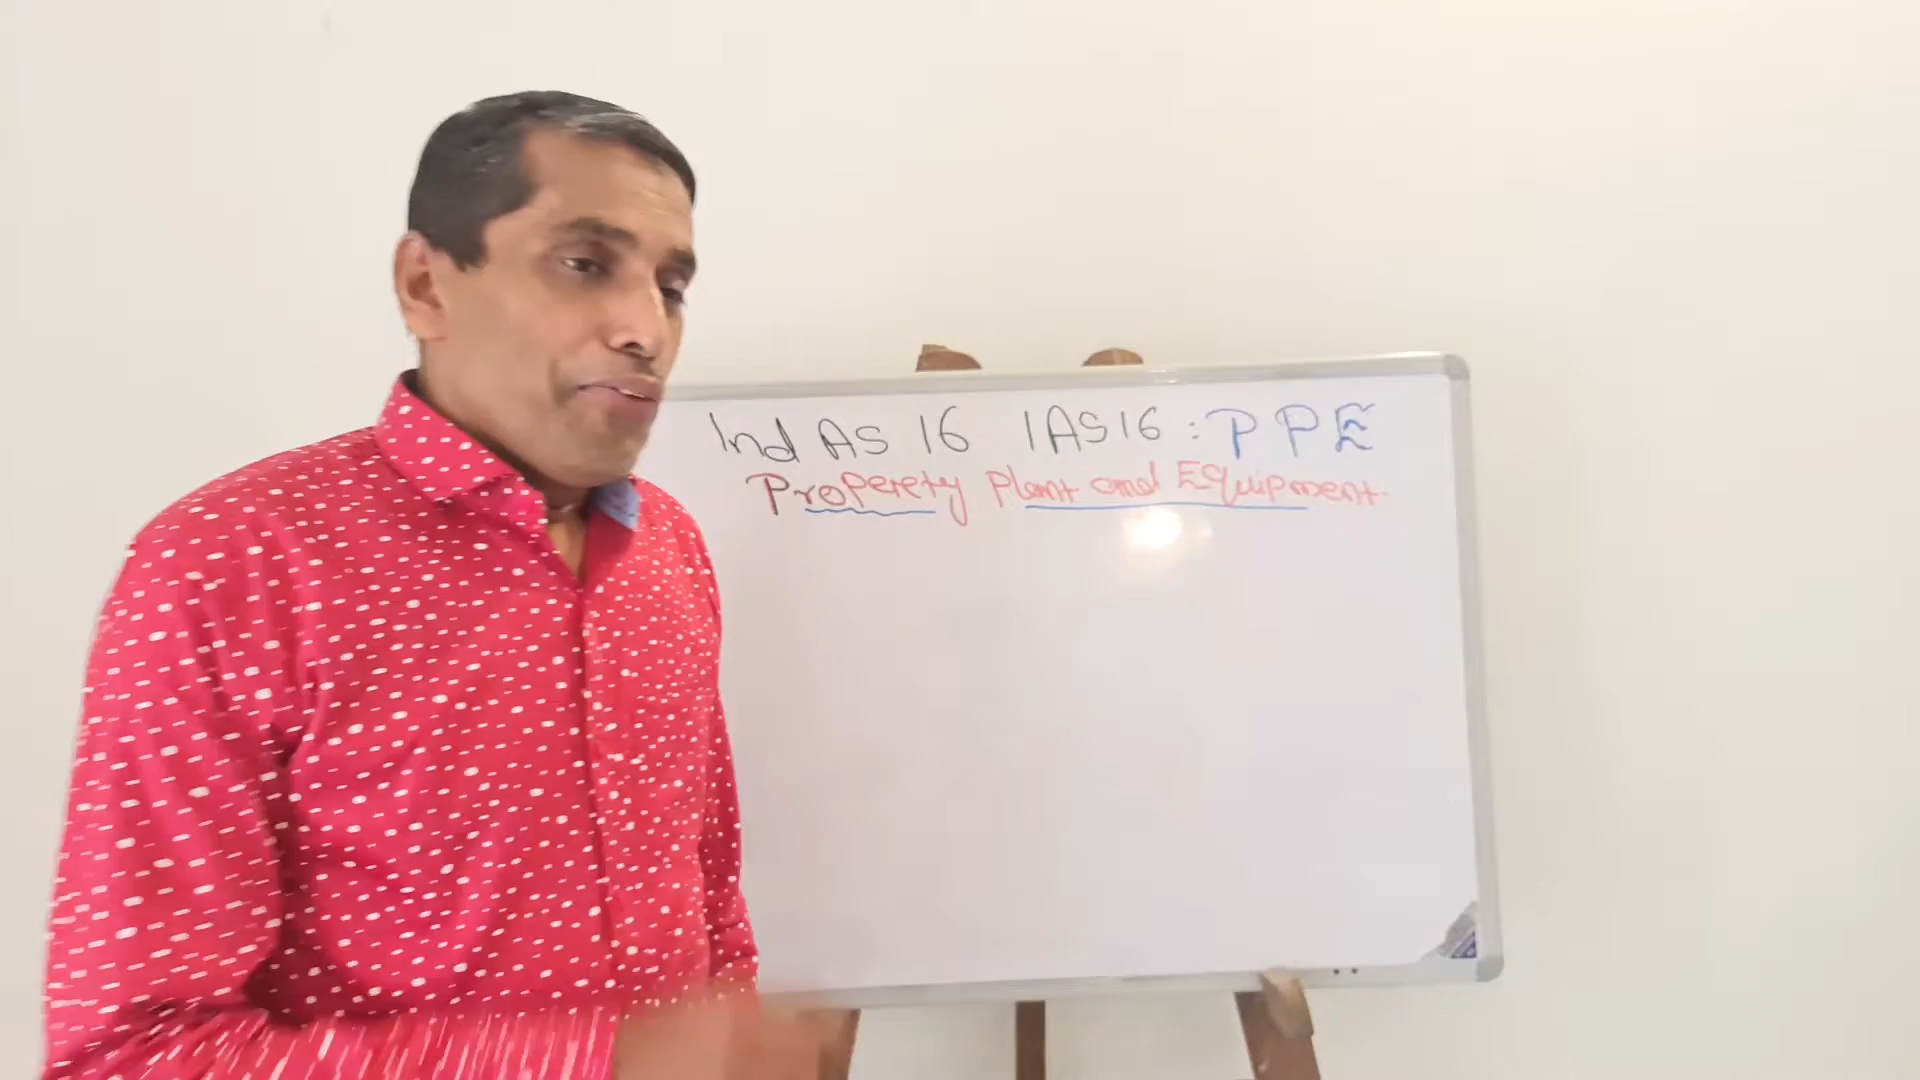 Ind AS 16 IAS16 : PPE
Properety Plant and Equipment.